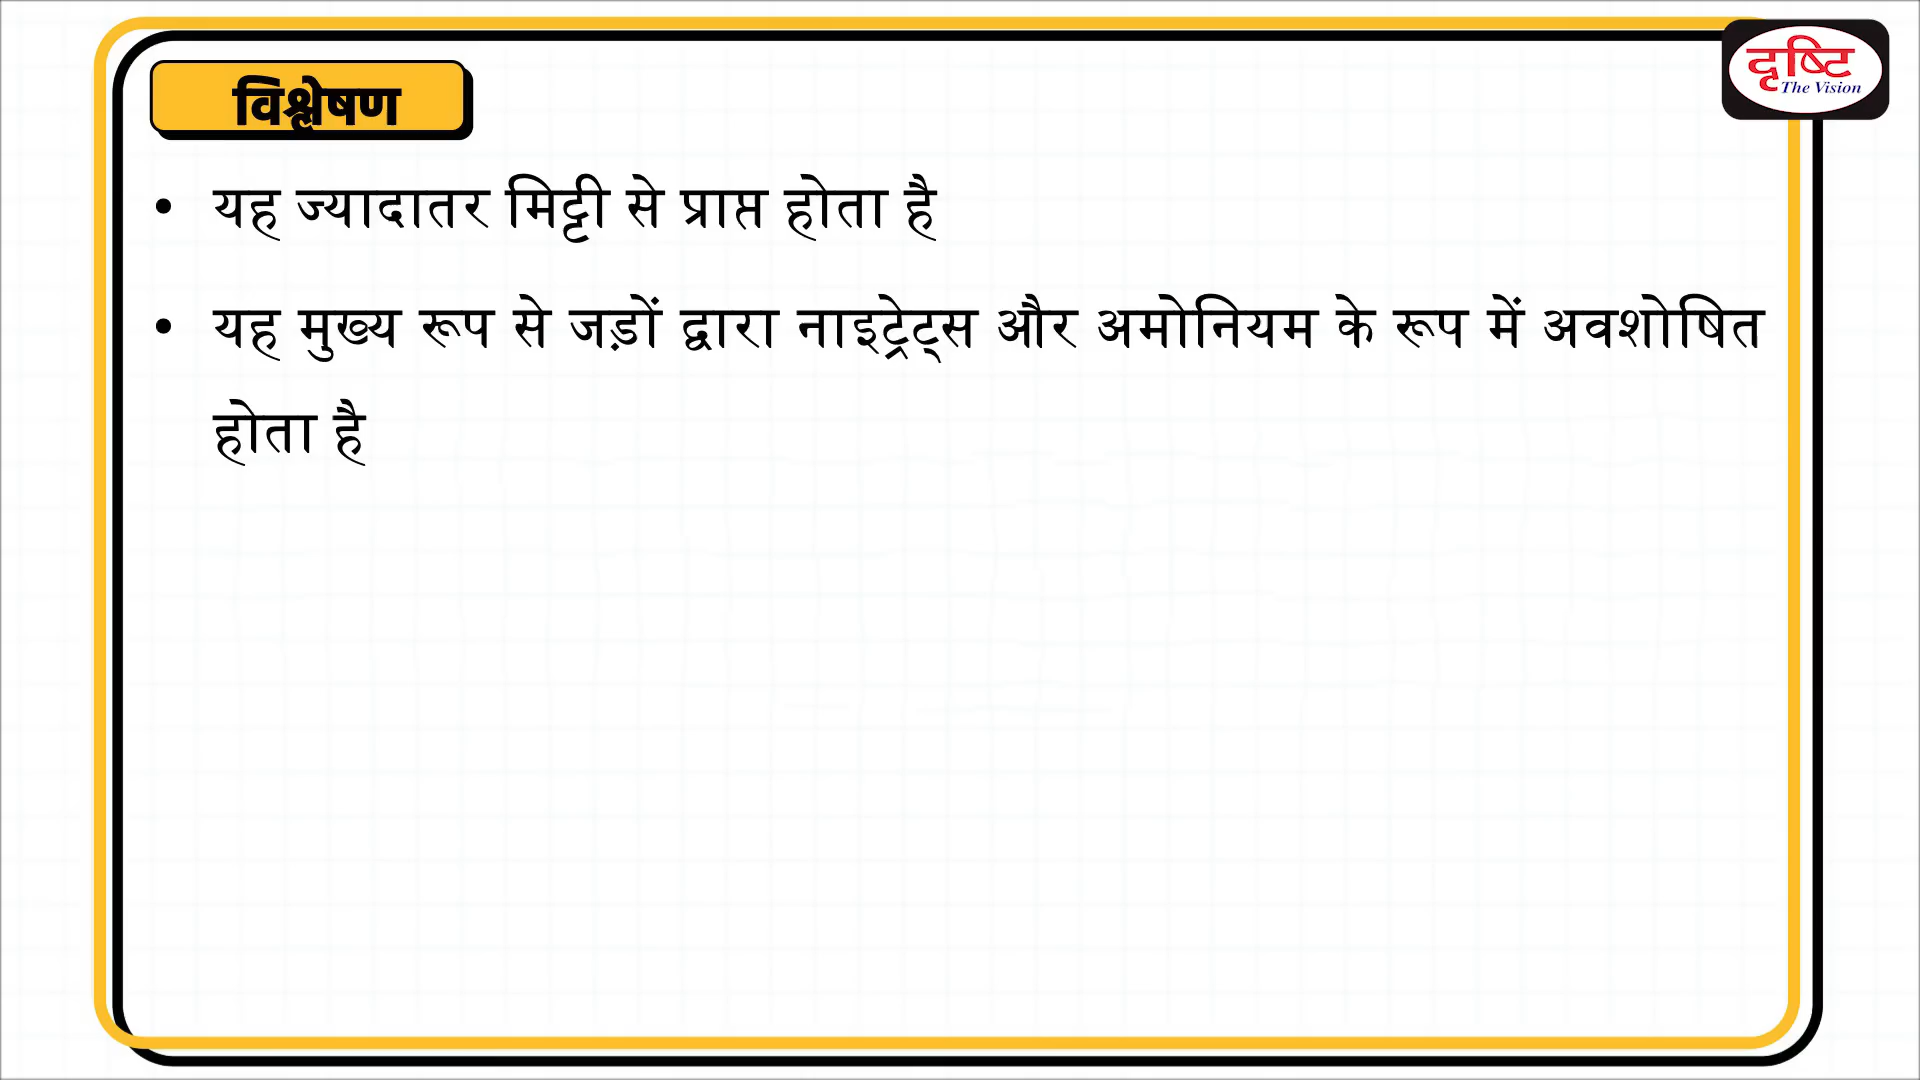 दृष्टि
The Vision
विश्लेषण
• यह ज्यादातर मिट्टी से प्राप्त होता है
• यह मुख्य रूप से जड़ों द्वारा नाइट्रेट्स और अमोनियम के रूप में अवशोषित
होता है